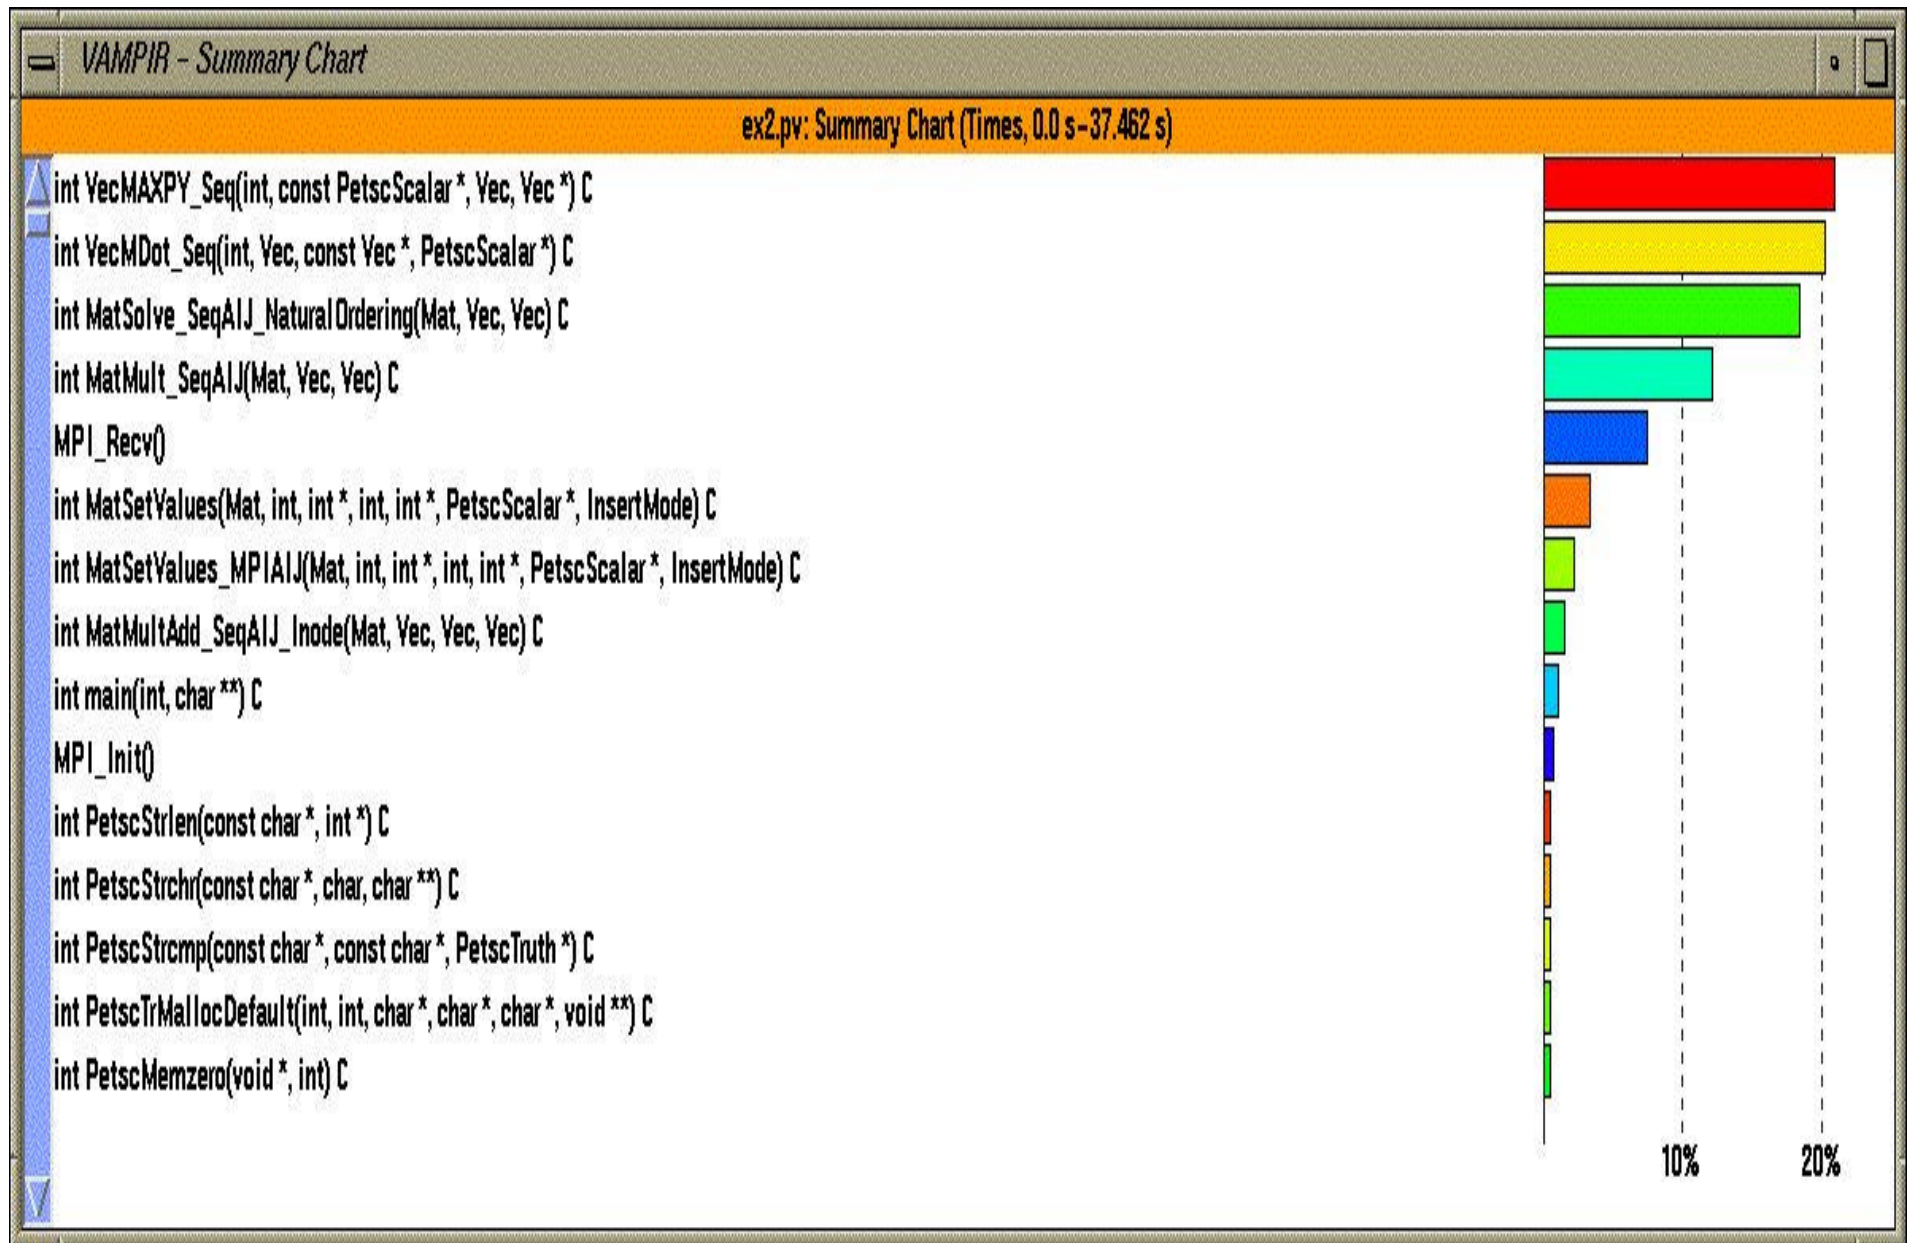 VAMPIR - Summary Chart
ex2.pv: Summary Chart (Times, 0.0 s-37.462 s)
int VecMAXPY_Seq(int, const PetscScalar *, Vec, Vec *) C
int VecMDot_Seq(int, Vec, const Vec *, PetscScalar *) C
int MatSolve_SeqAIJ_NaturalOrdering(Mat, Vec, Vec) C
int MatMult_SeqAIJ(Mat, Vec, Vec) C
MPI_Recv()
int MatSetValues(Mat, int, int *, int, int *, PetscScalar *, InsertMode) C
int MatSetValues_MPIAIJ(Mat, int, int *, int, int *, PetscScalar *, InsertMode) C
int MatMultAdd_SeqAIJ_Inode(Mat, Vec, Vec, Vec) C
int main(int, char **) C
MPI_Init()
int PetscStrlen(const char *, int *) C
int PetscStrchr(const char *, char, char **) C
int PetscStrcmp(const char *, const char *, PetscTruth *) C
int PetscTrMallocDefault(int, int, char *, char *, char *, void **) C
int PetscMemzero(void *, int) C
10% 20%